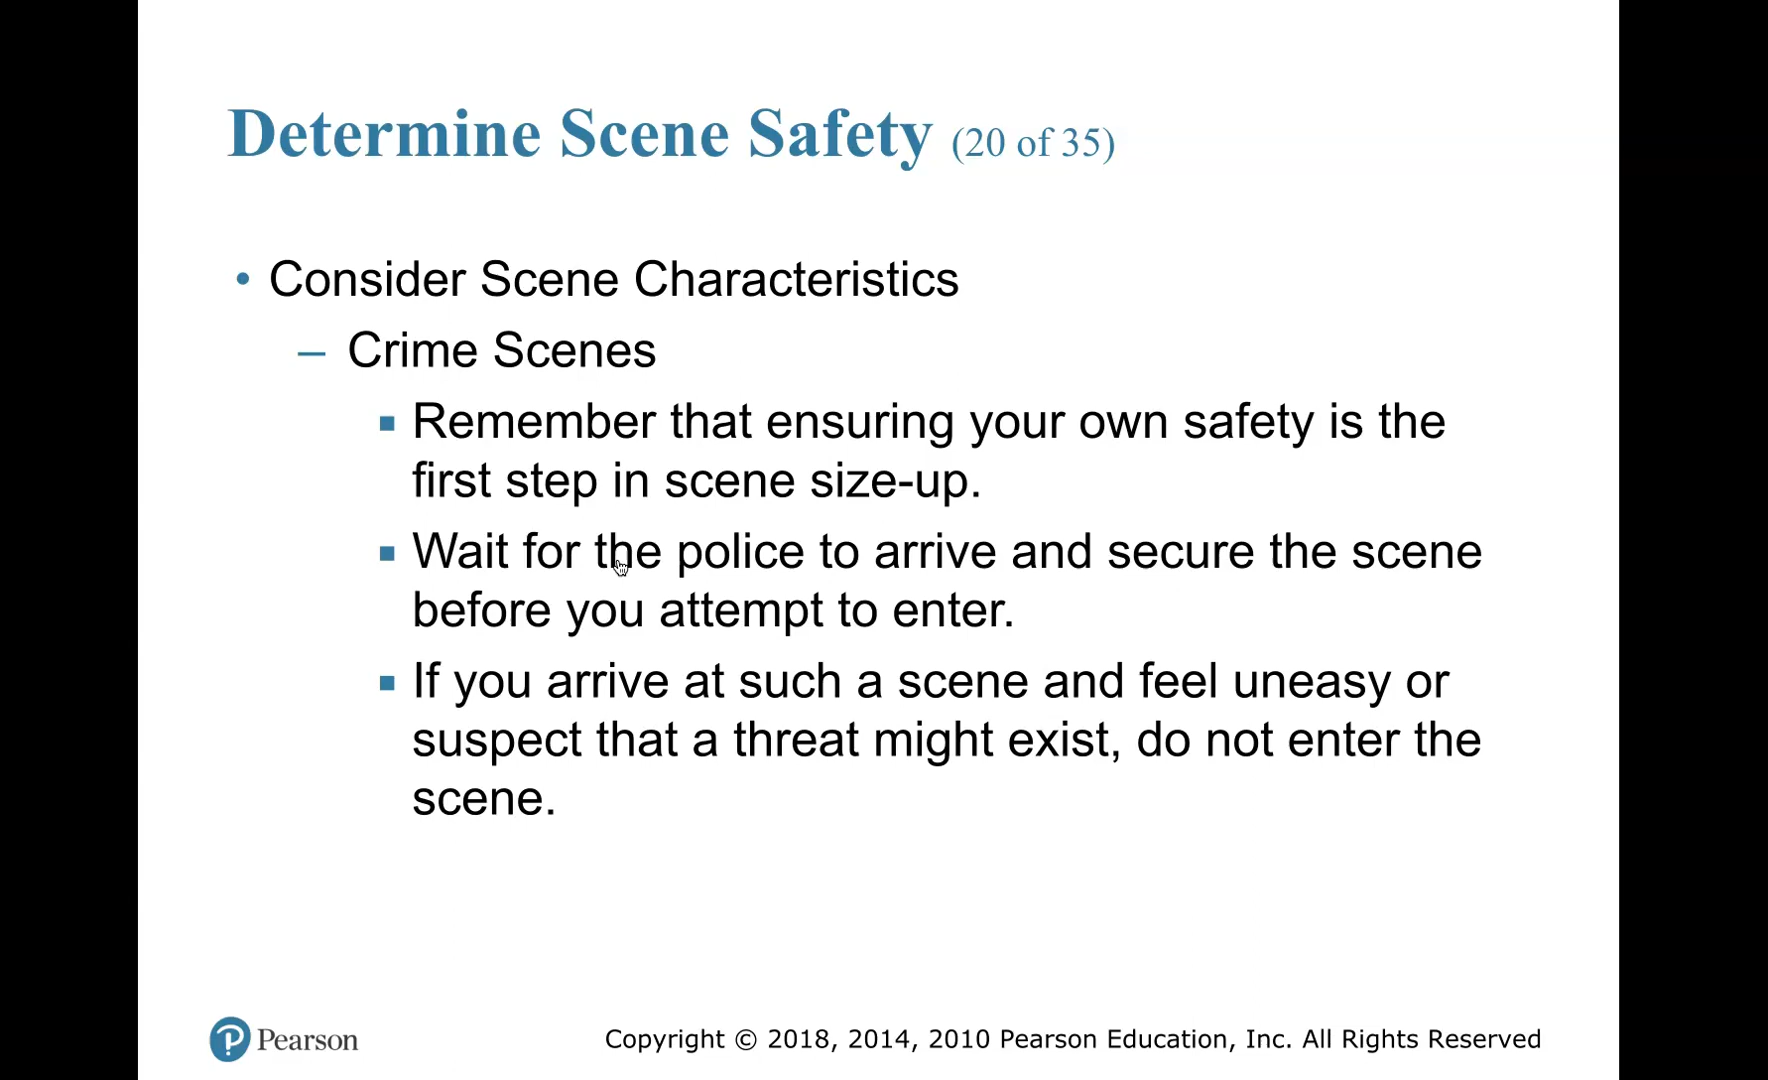 Determine Scene Safety (20 of 35)
• Consider Scene Characteristics
– Crime Scenes
▪ Remember that ensuring your own safety is the
first step in scene size-up.
▪ Wait for the police to arrive and secure the scene
before you attempt to enter.
▪ If you arrive at such a scene and feel uneasy or
suspect that a threat might exist, do not enter the
scene.
Pearson
Copyright © 2018, 2014, 2010 Pearson Education, Inc. All Rights Reserved